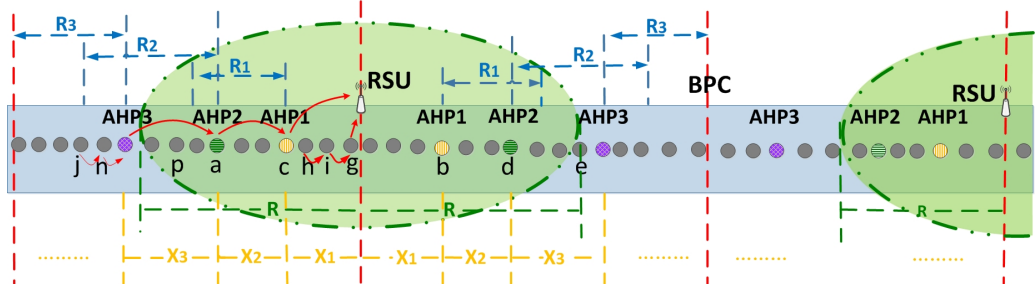 R3 R3
R2 R2
R1 RSU R1 BPC RSU
AHP3 AHP2 AHP1 AHP1 AHP2 AHP3 AHP3 AHP2 AHP1
j h p a c h i g b d e
R R R
X3 X2 X1 X1 X2 X3